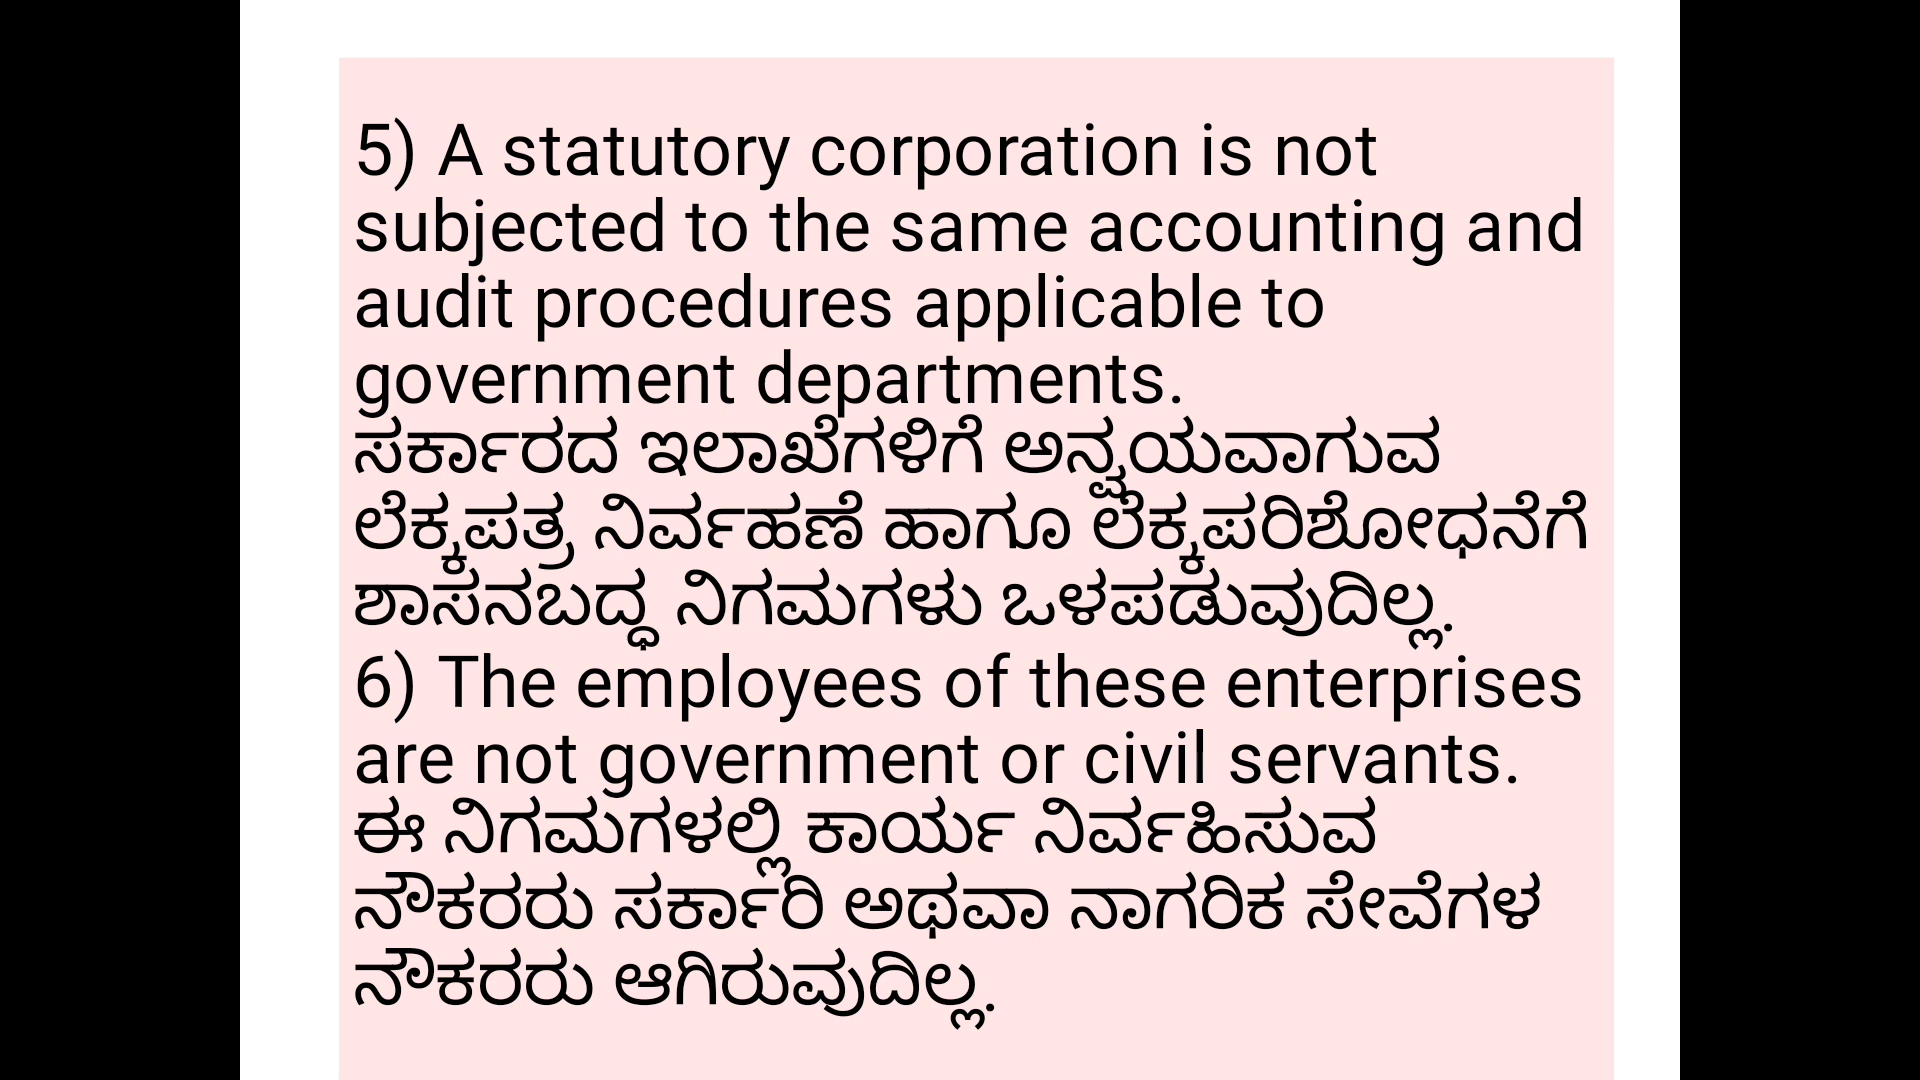 5) A statutory corporation is not
subjected to the same accounting and
audit procedures applicable to
government departments.
ಸರ್ಕಾರದ ಇಲಾಖೆಗಳಿಗೆ ಅನ್ವಯವಾಗುವ
ಲೆಕ್ಕಪತ್ರ ನಿರ್ವಹಣೆ ಹಾಗೂ ಲೆಕ್ಕಪರಿಶೋಧನೆಗೆ
ಶಾಸನಬದ್ಧ ನಿಗಮಗಳು ಒಳಪಡುವುದಿಲ್ಲ.
6) The employees of these enterprises
are not government or civil servants.
ಈ ನಿಗಮಗಳಲ್ಲಿ ಕಾರ್ಯ ನಿರ್ವಹಿಸುವ
ನೌಕರರು ಸರ್ಕಾರಿ ಅಥವಾ ನಾಗರಿಕ ಸೇವೆಗಳ
ನೌಕರರು ಆಗಿರುವುದಿಲ್ಲ.